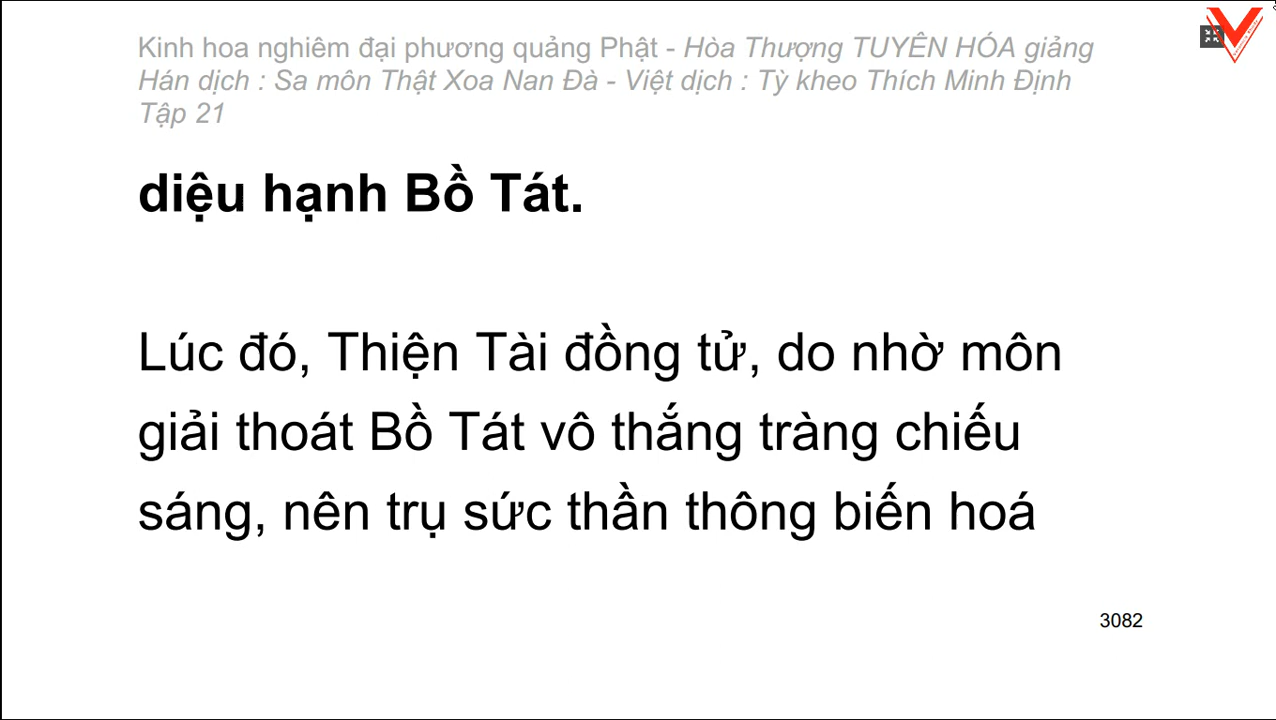 Kinh hoa nghiêm đại phương quảng Phật - Hòa Thượng TUYÊN HÓA giảng
Hán dịch : Sa môn Thật Xoa Nan Đà - Việt dịch : Tỳ kheo Thích Minh Định
Tập 21
diệu hạnh Bồ Tát.
Lúc đó, Thiện Tài đồng tử, do nhờ môn
giải thoát Bồ Tát vô thắng tràng chiếu
sáng, nên trụ sức thần thông biến hoá
3082